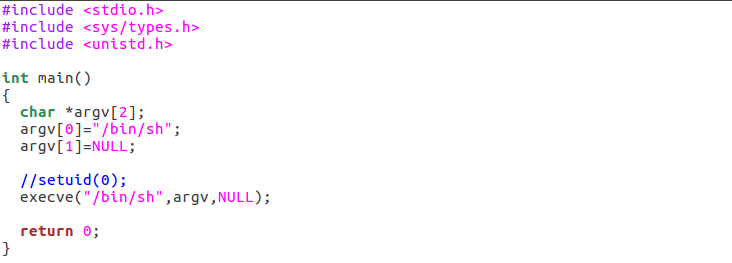 #include <stdio.h>
#include <sys/types.h>
#include <unistd.h>
int main()
{
  char *argv[2];
  argv[0]="/bin/sh";
  argv[1]=NULL;
  //setuid(0);
  execve("/bin/sh",argv,NULL);
  return 0;
}